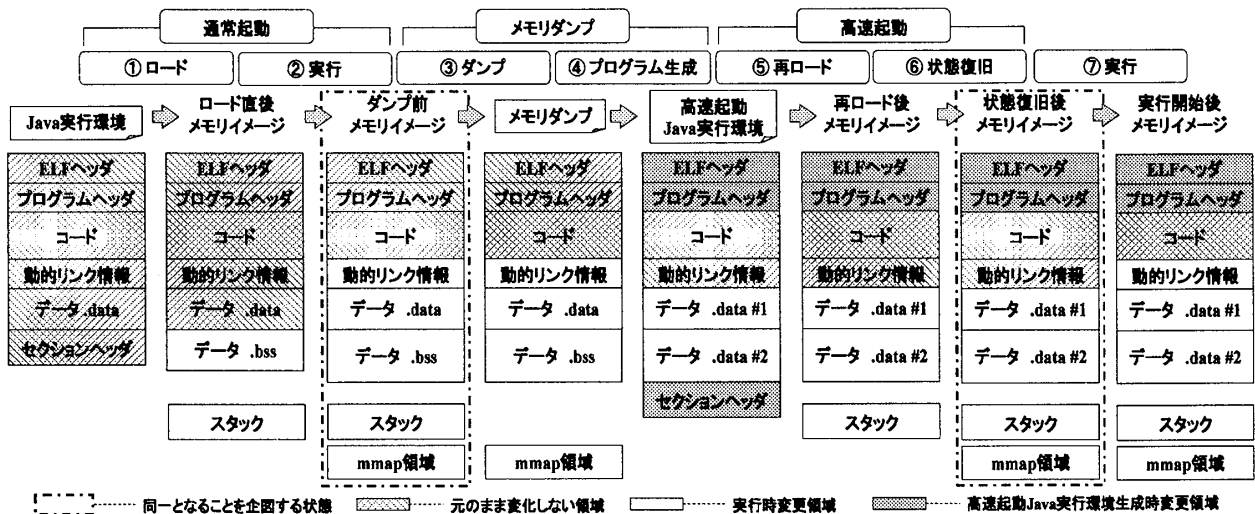 通常起動 メモリダンプ 高速起動
① ロード ② 実行 ③ ダンプ ④ プログラム生成 ⑤ 再ロード ⑥ 状態復旧 ⑦ 実行
Java実行環境
ロード直後
メモリイメージ
ダンプ前
メモリイメージ
メモリダンプ
高速起動
Java実行環境
再ロード後
メモリイメージ
状態復旧後
メモリイメージ
実行開始後
メモリイメージ
ELFヘッダ
プログラムヘッダ
コード
動的リンク情報
データ .data
セクションヘッダ
ELFヘッダ
プログラムヘッダ
コード
動的リンク情報
データ .data
データ .bss
スタック
ELFヘッダ
プログラムヘッダ
コード
動的リンク情報
データ .data
データ .bss
スタック
mmap領域
ELFヘッダ
プログラムヘッダ
コード
動的リンク情報
データ .data
データ .bss
mmap領域
ELFヘッダ
プログラムヘッダ
コード
動的リンク情報
データ .data #1
データ .data #2
セクションヘッダ
ELFヘッダ
プログラムヘッダ
コード
動的リンク情報
データ .data #1
データ .data #2
スタック
ELFヘッダ
プログラムヘッダ
コード
動的リンク情報
データ .data #1
データ .data #2
スタック
mmap領域
ELFヘッダ
プログラムヘッダ
コード
動的リンク情報
データ .data #1
データ .data #2
スタック
mmap領域
同一となることを企図する状態 元のまま変化しない領域 実行時変更領域 高速起動Java実行環境生成時変更領域